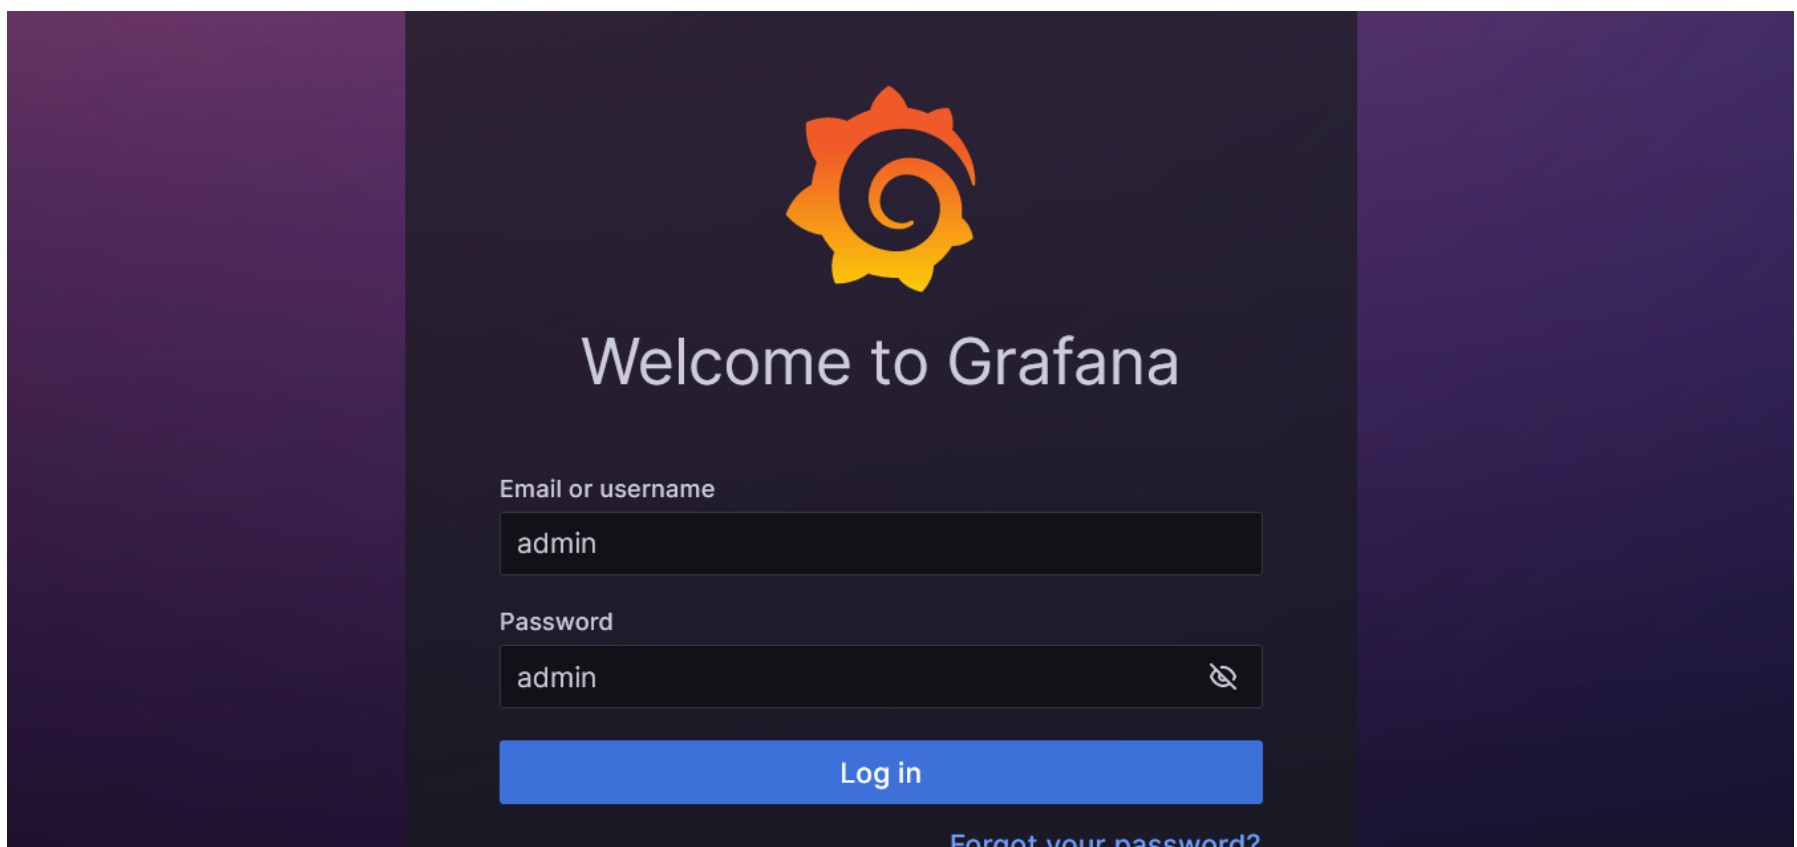 Welcome to Grafana
Email or username
admin
Password
admin
Log in
Forgot your password?